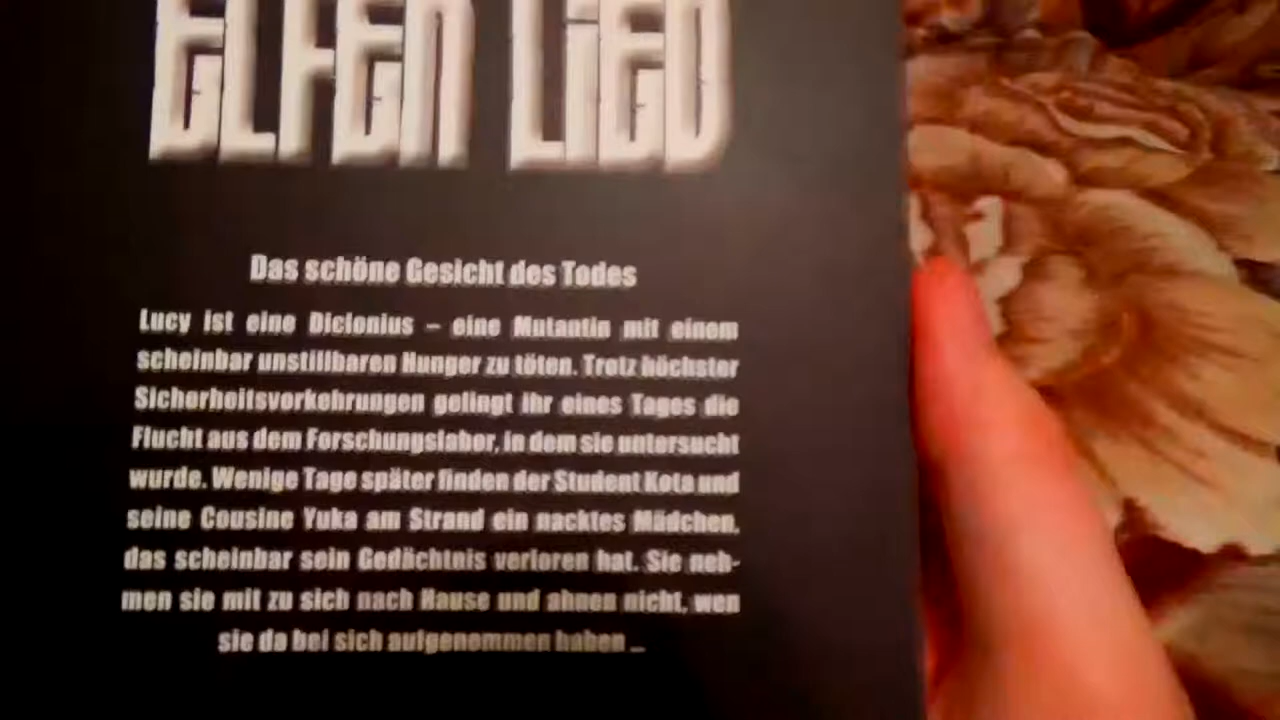 ELFEN LIED
Das schöne Gesicht des Todes
Lucy ist eine Diclonius – eine Mutantin mit einem
scheinbar unstillbaren Hunger zu töten. Trotz höchster
Sicherheitsvorkehrungen gelingt ihr eines Tages die
Flucht aus dem Forschungslabor, in dem sie untersucht
wurde. Wenige Tage später finden der Student Kota und
seine Cousine Yuka am Strand ein nacktes Mädchen,
das scheinbar sein Gedächtnis verloren hat. Sie neh-
men sie mit zu sich nach Hause und ahnen nicht, wen
sie da bei sich aufgenommen haben ...